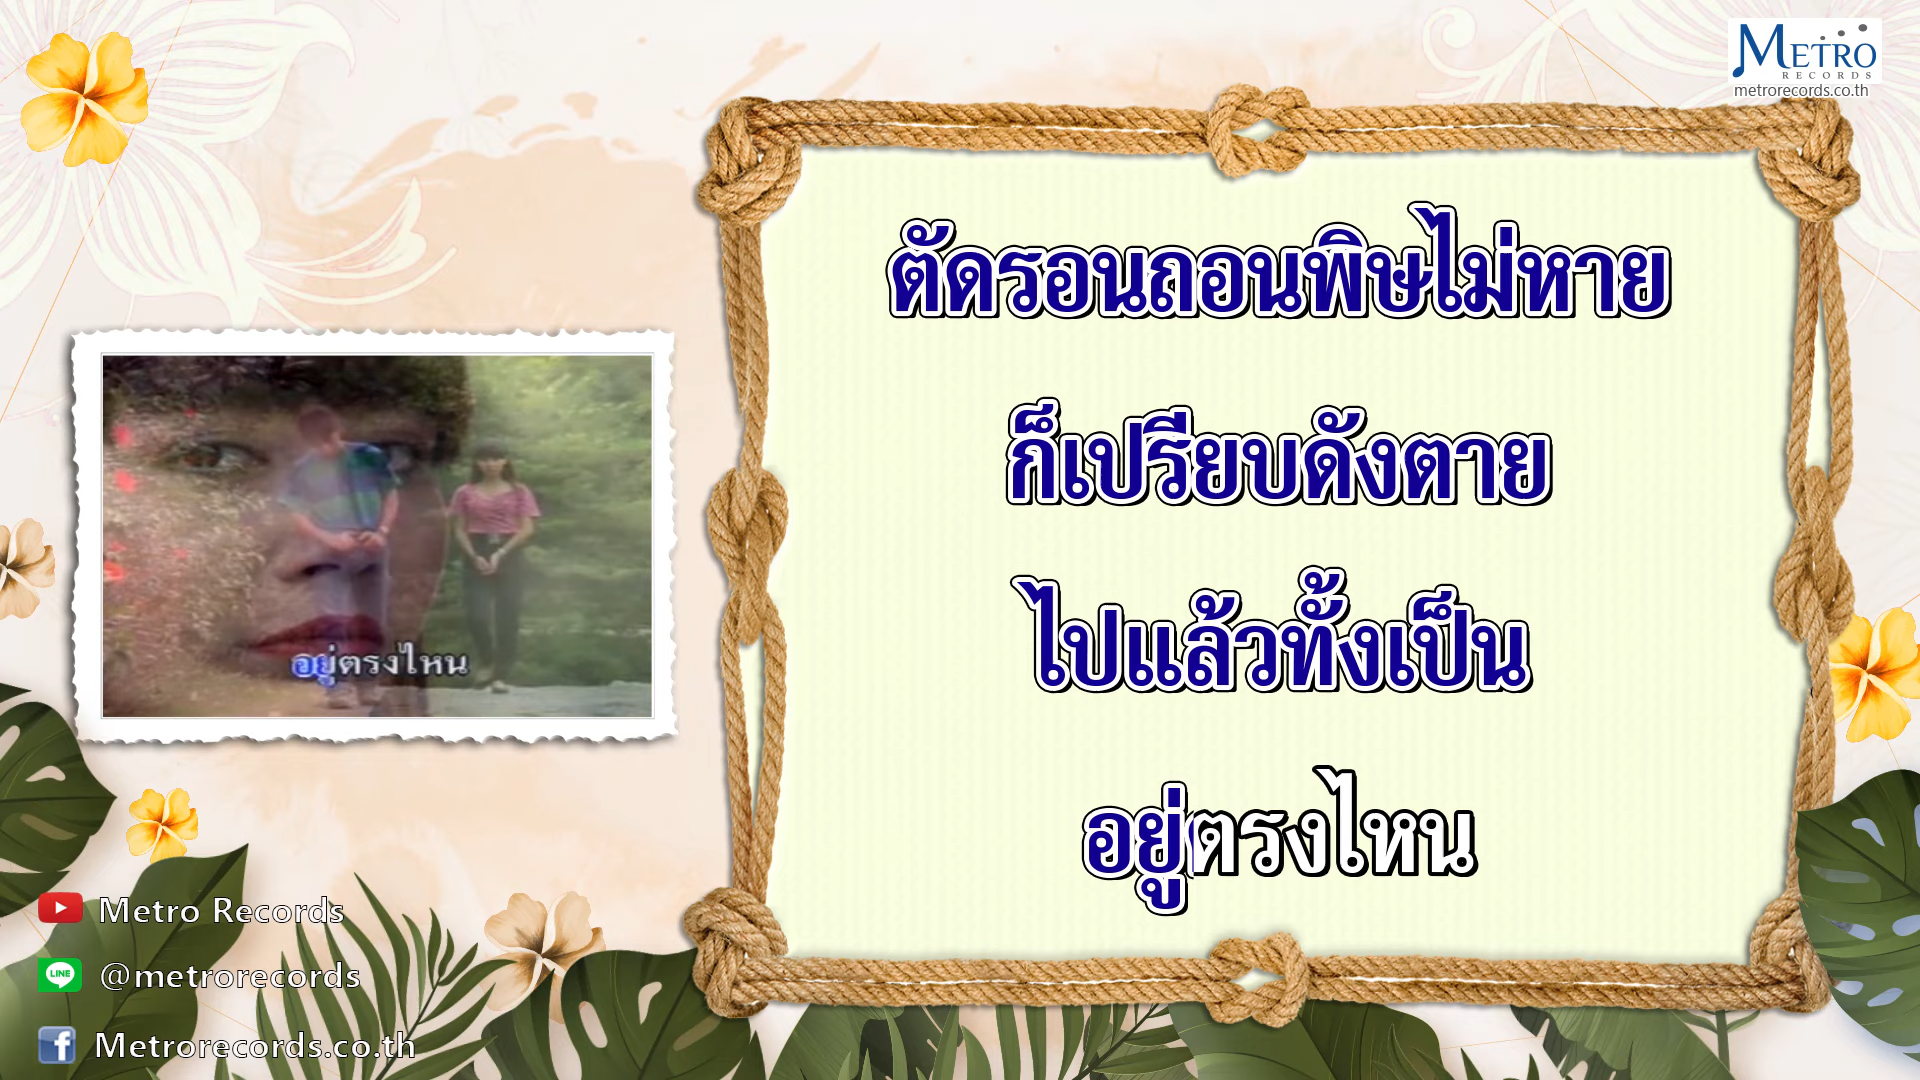 METRO
RECORDS
metrorecords.co.th
ตัดรอนถอนพิษไม่หาย
ก็เปรียบดังตาย
ไปแล้วทั้งเป็น
อยู่ตรงไหน
อยู่ตรงไหน
Metro Records
LINE
@metrorecords
f
Metrorecords.co.th